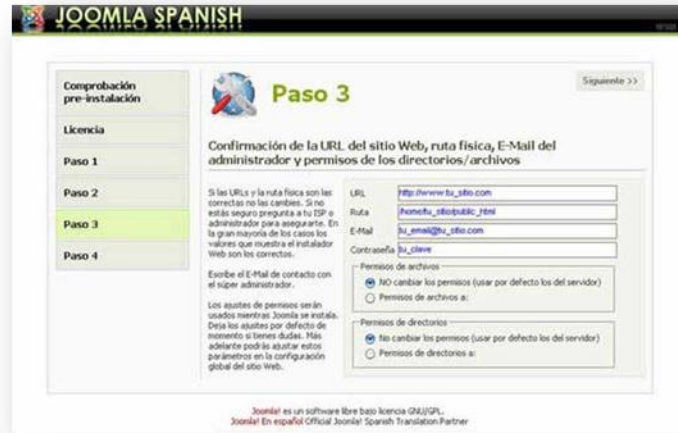 JOOMLA SPANISH
Comprobación
pre-instalación
Licencia
Paso 1
Paso 2
Paso 3
Paso 4
Paso 3
Siguiente >>
Confirmación de la URL del sitio Web, ruta física, E-Mail del
administrador y permisos de los directorios/archivos
Si las URLs y la ruta física son las
correctas no las cambies. Si no
estás seguro pregunta a tu ISP o
administrador para asegurarte. En
la gran mayoría de los casos los
valores que muestra el instalador
Web son los correctos.
Escribe el E-Mail de contacto con
el súper administrador.
Los ajustes de permisos serán
usados mientras Joomla se instala.
Deja los ajustes por defecto de
momento si tienes dudas. Más
adelante podrás ajustar estos
parámetros en la configuración
global del sitio Web.
URL http://www.tu_sitio.com
Ruta /home/tu_sitio/public_html
E-Mail tu_email@tu_sitio.com
Contraseña tu_clave
Permisos de archivos
NO cambiar los permisos (usar por defecto los del servidor)
Permisos de archivos a:
Permisos de directorios
No cambiar los permisos (usar por defecto los del servidor)
Permisos de directorios a:
Joomla! es un software libre bajo licencia GNU/GPL.
Joomla! En español Official Joomla! Spanish Translation Partner